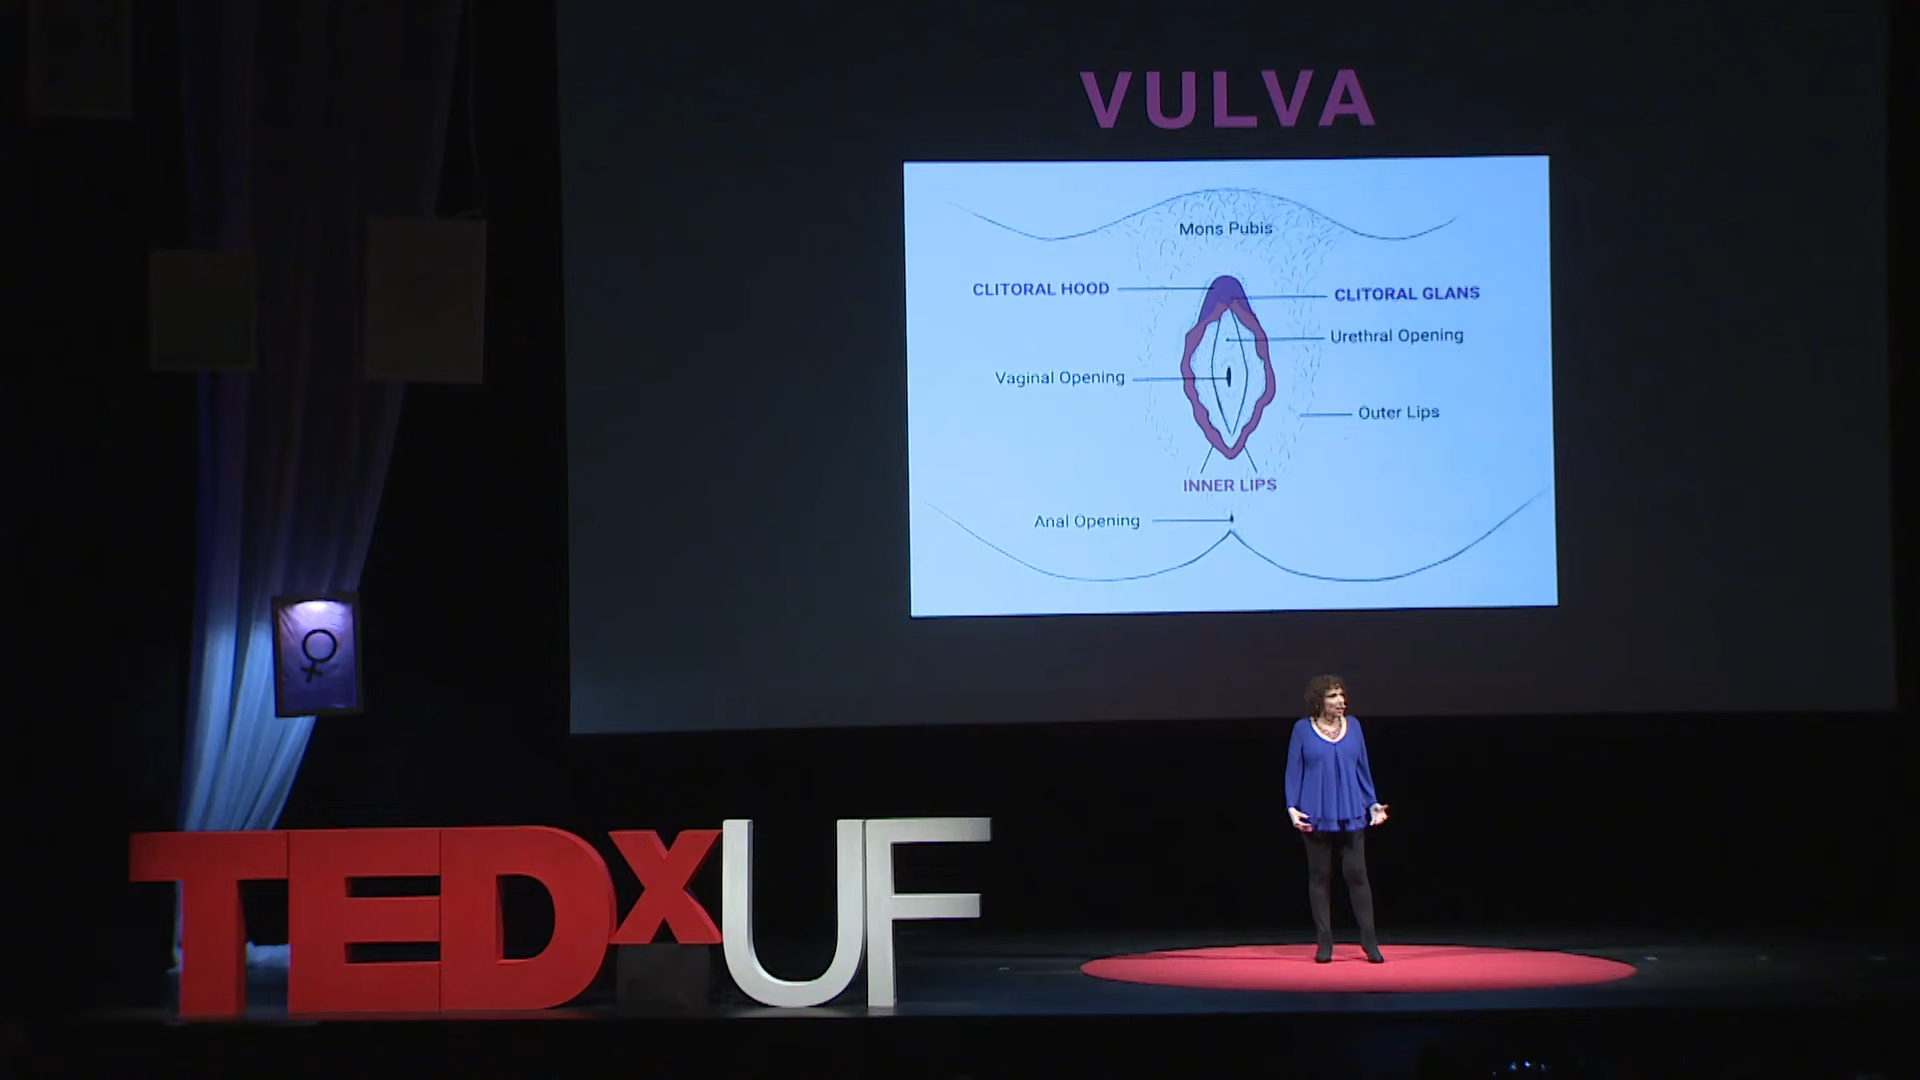 VULVA
Mons Pubis
CLITORAL HOOD
CLITORAL GLANS
Urethral Opening
Vaginal Opening
Outer Lips
INNER LIPS
Anal Opening
TEDxUF